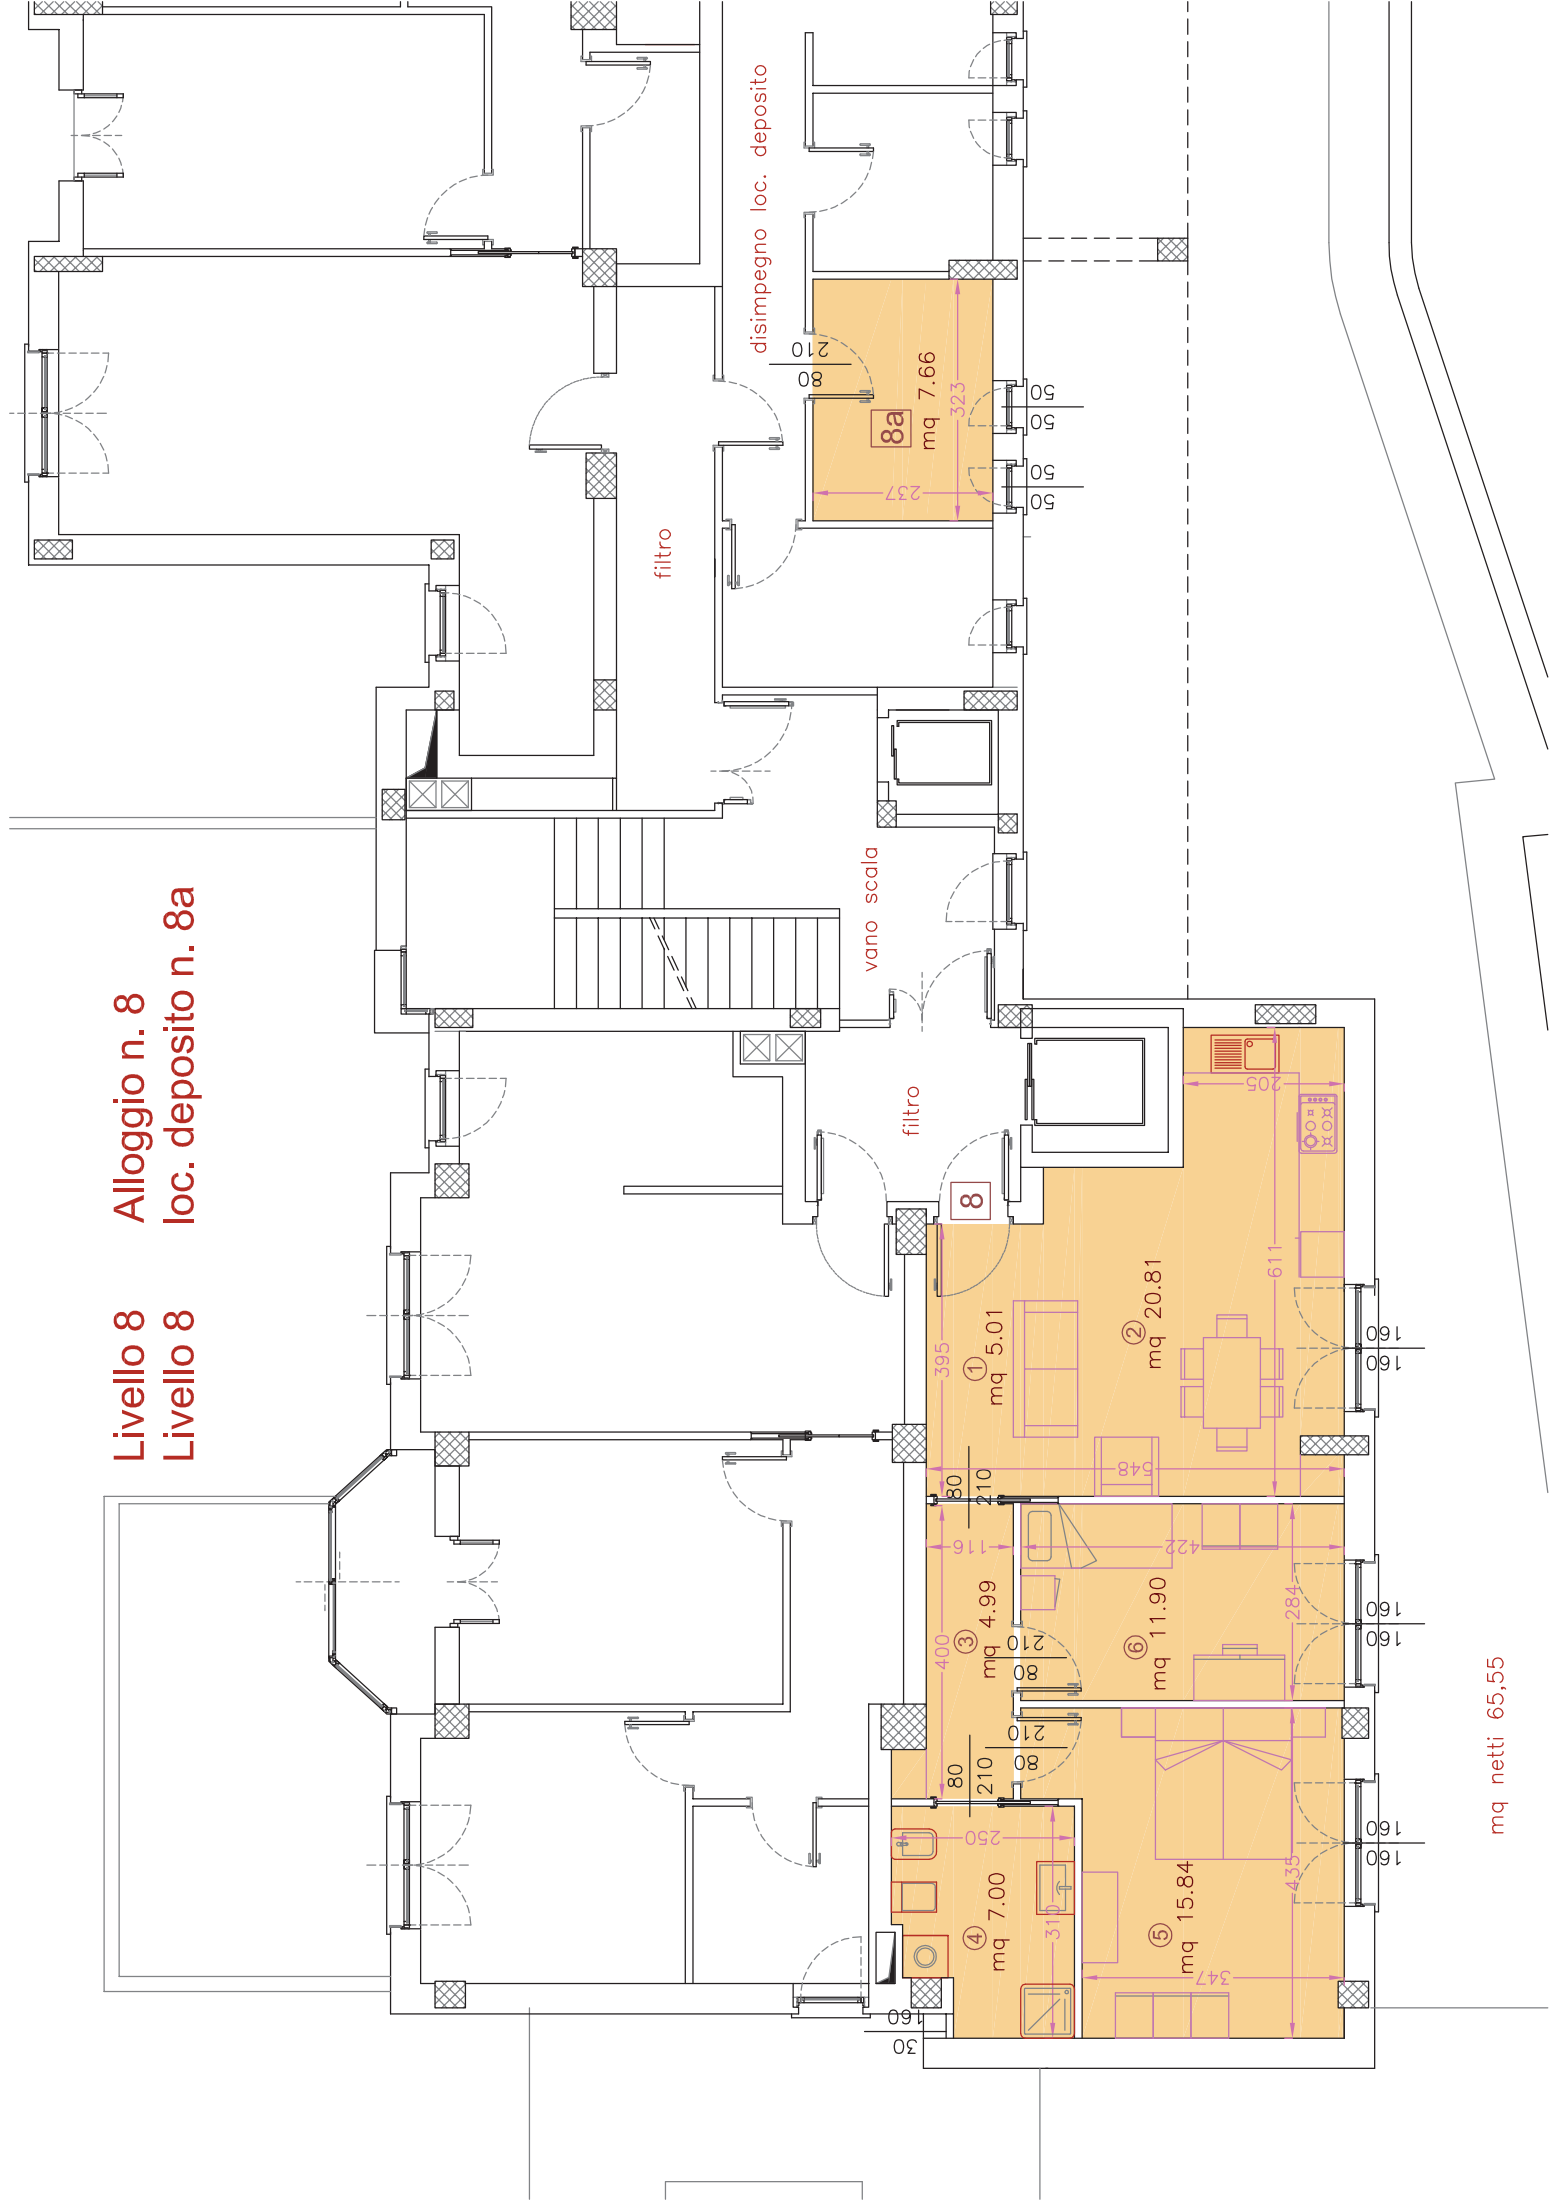 Livello 8 Alloggio n. 8
Livello 8 loc. deposito n. 8a
disimpegno loc. deposito
210
80
8a
mq 7.66
323
237
50
50
50
50
filtro
vano scala
filtro
8
205
611
395
1
mq 5.01
2
mq 20.81
548
160
160
80
210
116
422
400
3
mq 4.99
210
80
6
mq 11.90
284
160
160
210
80
80
210
250
310
4
mq 7.00
5
mq 15.84
435
347
160
160
160
30
mq netti 65,55